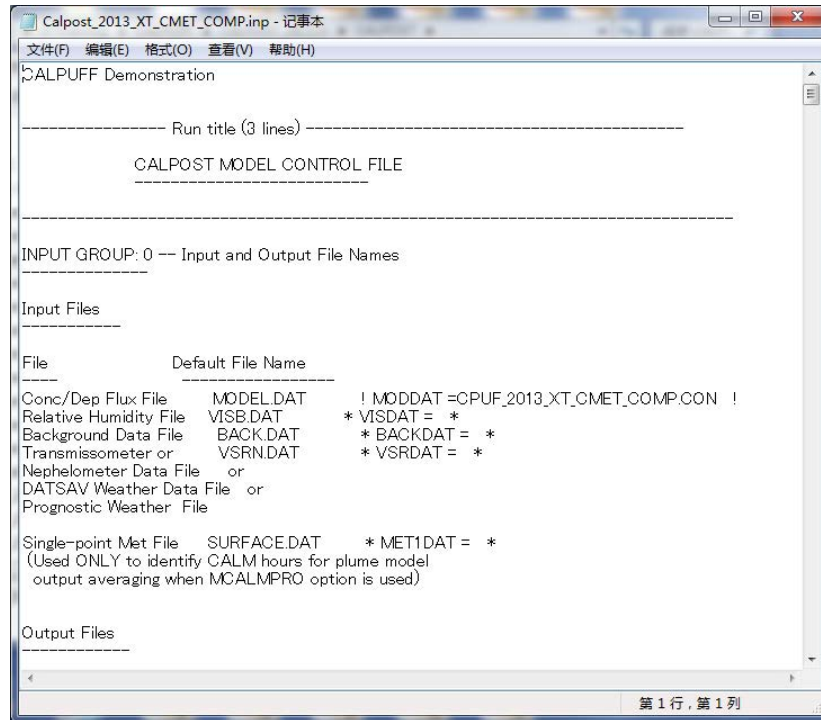 Calpost_2013_XT_CMET_COMP.inp - 记事本
文件(F) 编辑(E) 格式(O) 查看(V) 帮助(H)
CALPUFF Demonstration
---------------- Run title (3 lines) ------------------------------------------
CALPOST MODEL CONTROL FILE
--------------------------
-------------------------------------------------------------------------------
INPUT GROUP: 0 -- Input and Output File Names
--------------
Input Files
-----------
File Default File Name
---- -----------------
Conc/Dep Flux File MODEL.DAT ! MODDAT =CPUF_2013_XT_CMET_COMP.CON !
Relative Humidity File VISB.DAT * VISDAT = *
Background Data File BACK.DAT * BACKDAT = *
Transmissometer or VSRN.DAT * VSRDAT = *
Nephelometer Data File or
DATSAV Weather Data File or
Prognostic Weather File
Single-point Met File SURFACE.DAT * MET1DAT = *
(Used ONLY to identify CALM hours for plume model
output averaging when MCALMPRO option is used)
Output Files
------------
第 1 行，第 1 列